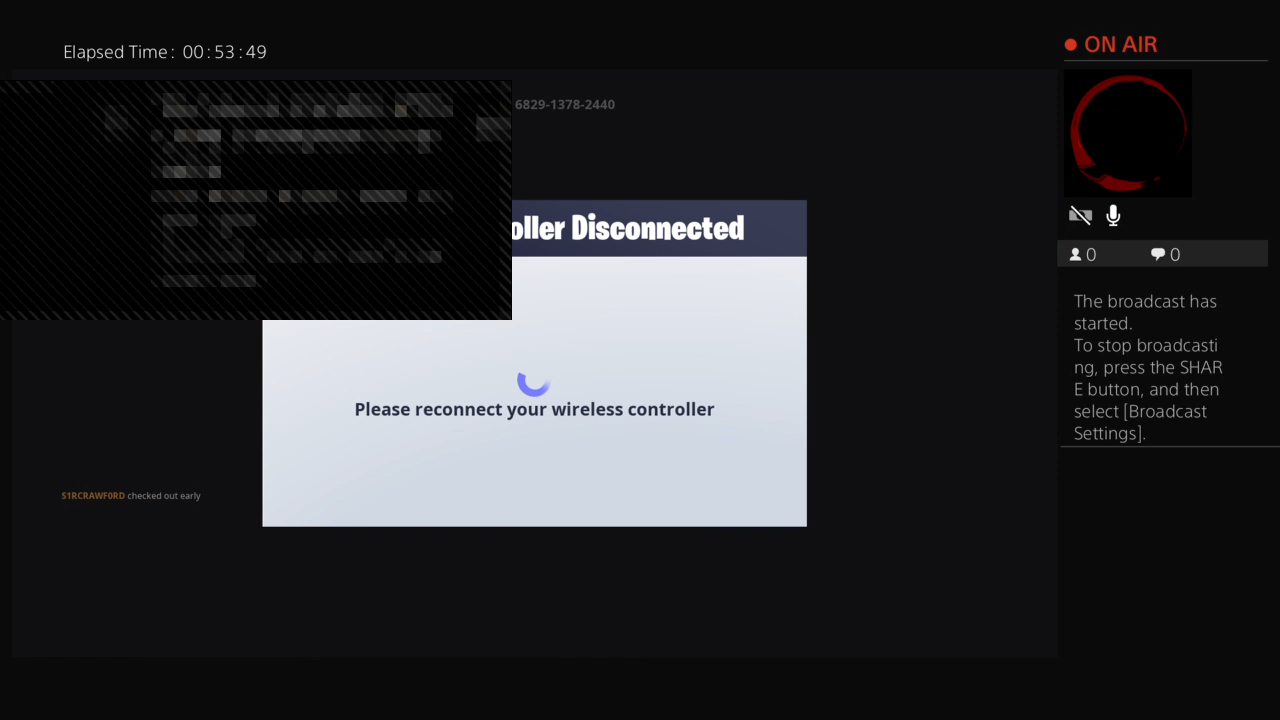 Elapsed Time: 00:53:49
ON AIR
6829-1378-2440
oller Disconnected
0 0
The broadcast has
started.
To stop broadcasti
ng, press the SHAR
E button, and then
select [Broadcast
Settings].
Please reconnect your wireless controller
S1RCRAWF0RD checked out early